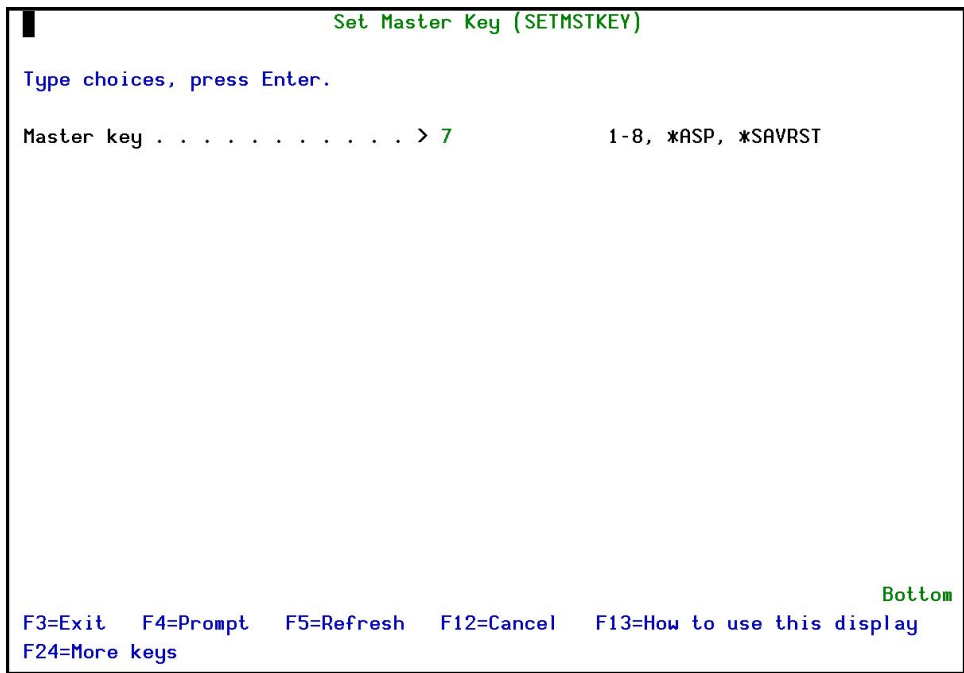 Set Master Key (SETMSTKEY)
Type choices, press Enter.
Master key . . . . . . . . . . . > 7 1-8, *ASP, *SAVRST
Bottom
F3=Exit F4=Prompt F5=Refresh F12=Cancel F13=How to use this display
F24=More keys